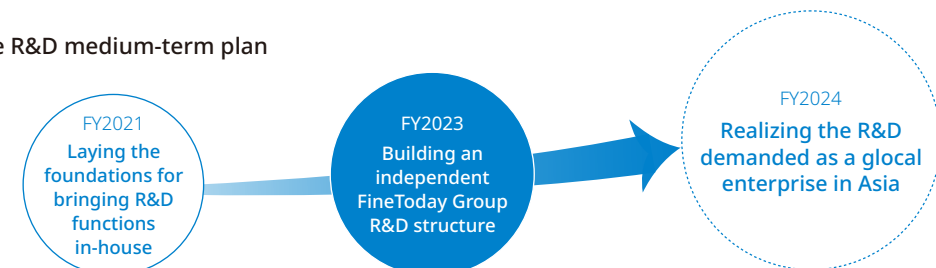 R&D medium-term plan
FY2021
Laying the
foundations for
bringing R&D
functions
in-house
FY2023
Building an
independent
FineToday Group
R&D structure
FY2024
Realizing the R&D
demanded as a glocal
enterprise in Asia